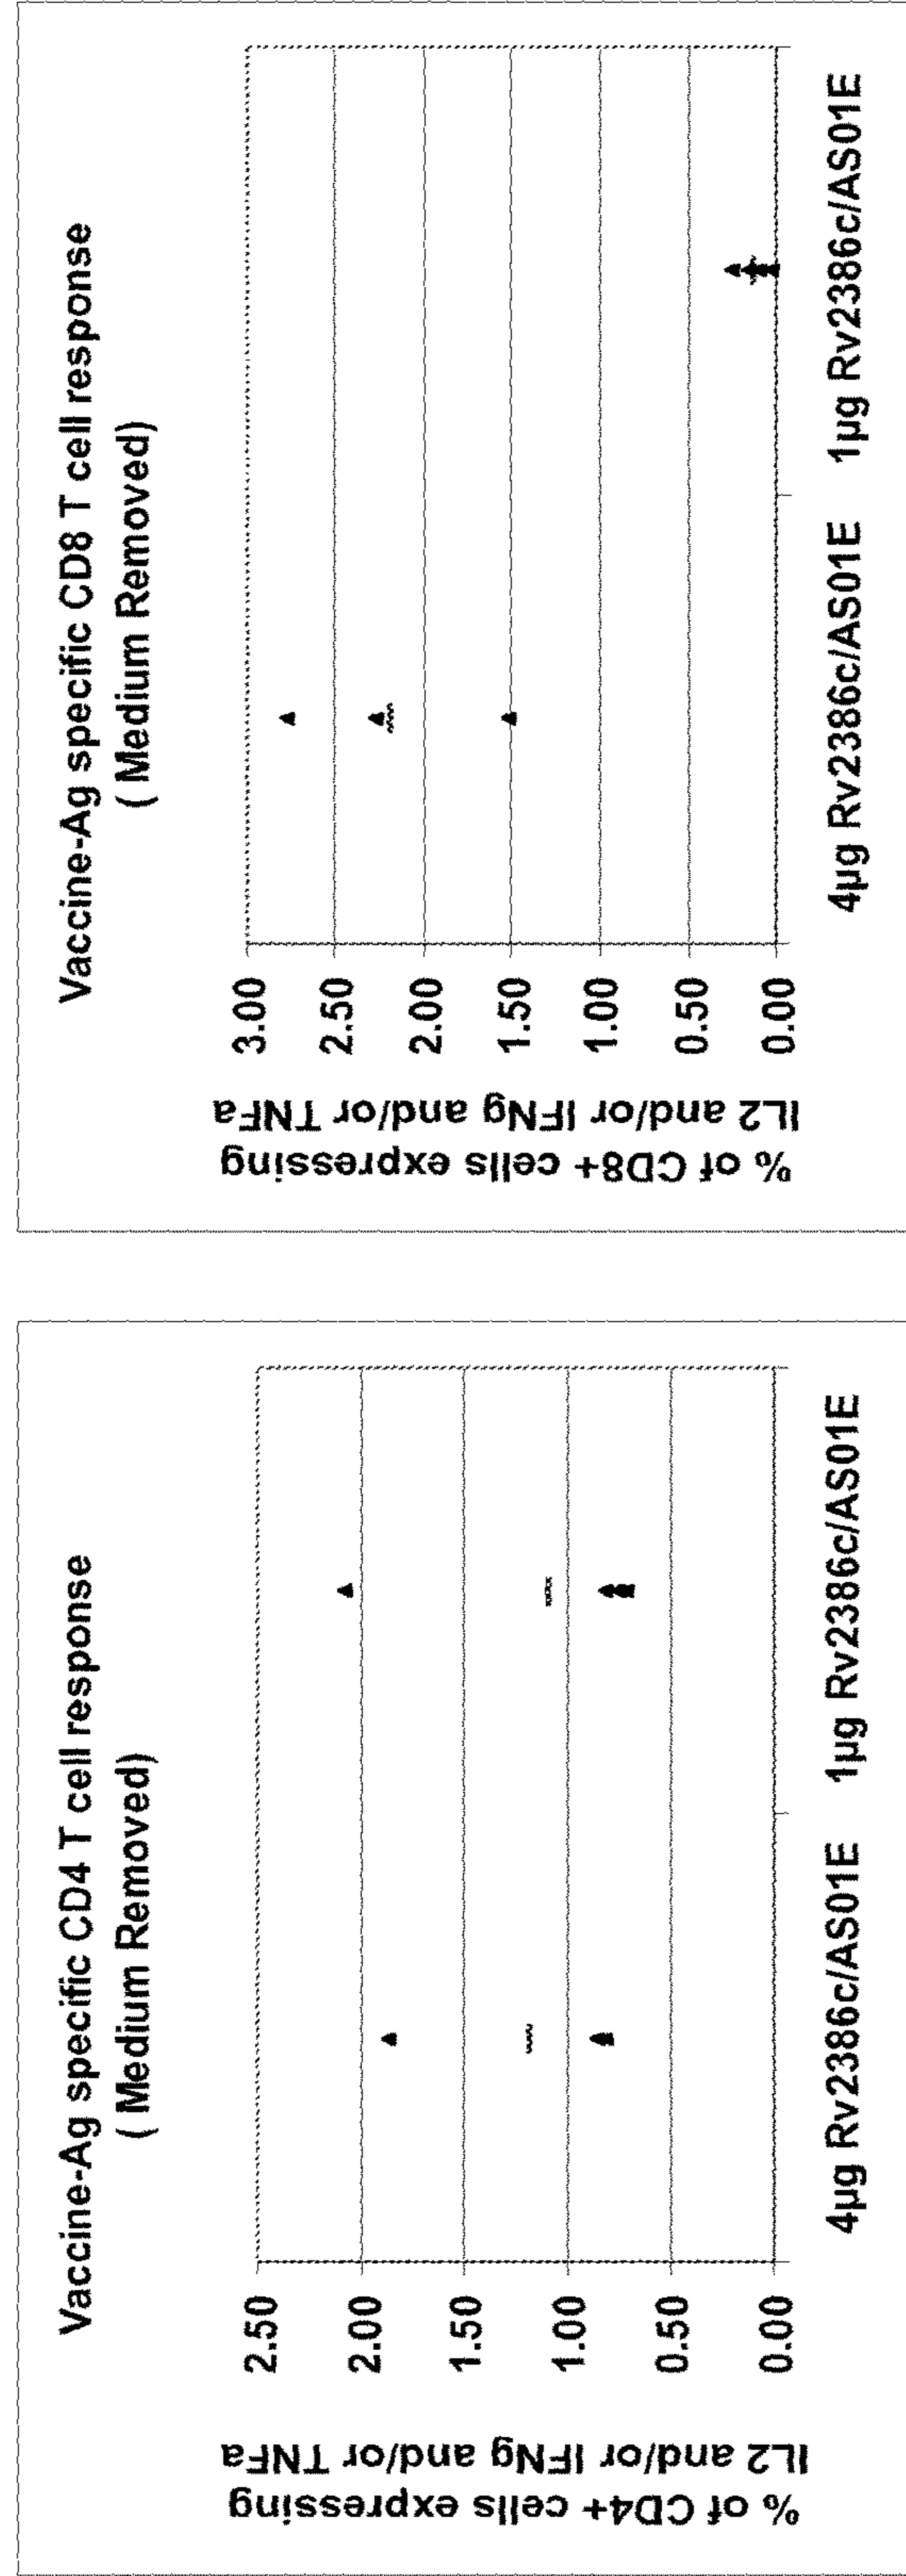 Vaccine-Ag specific CD4 T cell response
( Medium Removed)
% of CD4+ cells expressing
IL2 and/or IFNg and/or TNFa
2.50
2.00
1.50
1.00
0.50
0.00
4µg Rv2386c/AS01E 1µg Rv2386c/AS01E
Vaccine-Ag specific CD8 T cell response
( Medium Removed)
% of CD8+ cells expressing
IL2 and/or IFNg and/or TNFa
3.00
2.50
2.00
1.50
1.00
0.50
0.00
4µg Rv2386c/AS01E 1µg Rv2386c/AS01E